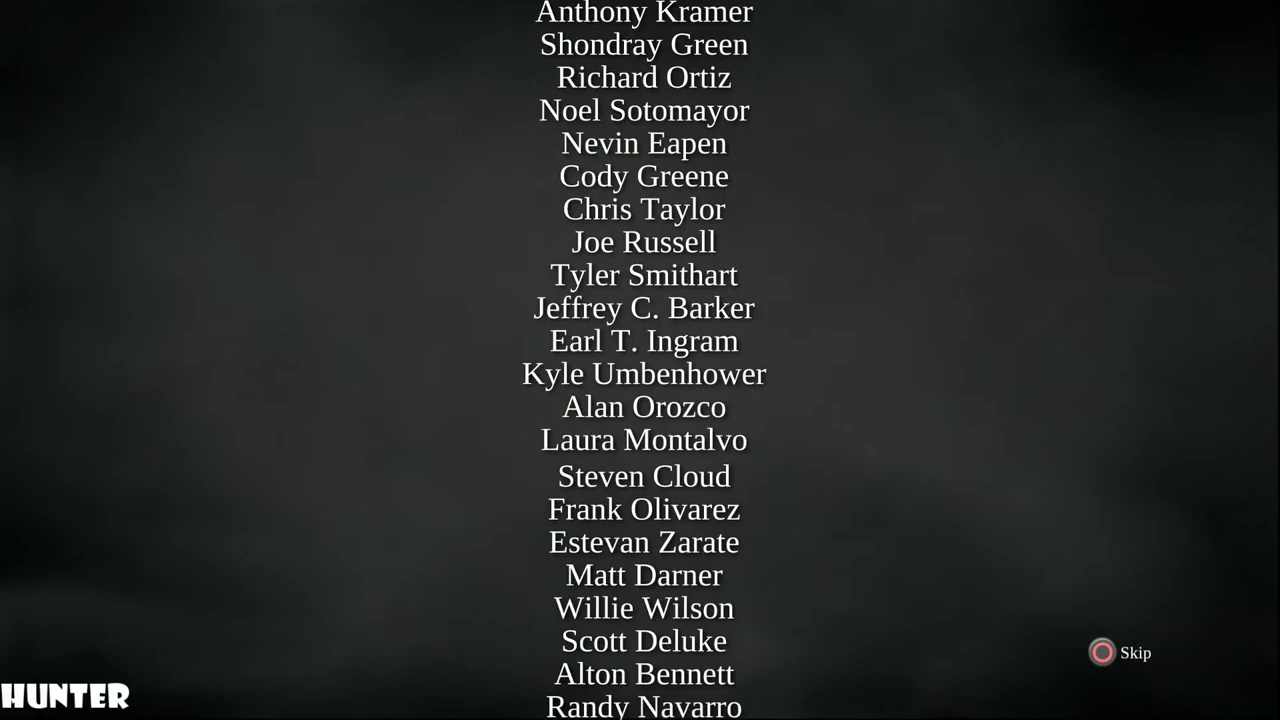 Anthony Kramer
Shondray Green
Richard Ortiz
Noel Sotomayor
Nevin Eapen
Cody Greene
Chris Taylor
Joe Russell
Tyler Smithart
Jeffrey C. Barker
Earl T. Ingram
Kyle Umbenhower
Alan Orozco
Laura Montalvo
Steven Cloud
Frank Olivarez
Estevan Zarate
Matt Darner
Willie Wilson
Scott Deluke
Skip
Alton Bennett
HUNTER
Randy Navarro